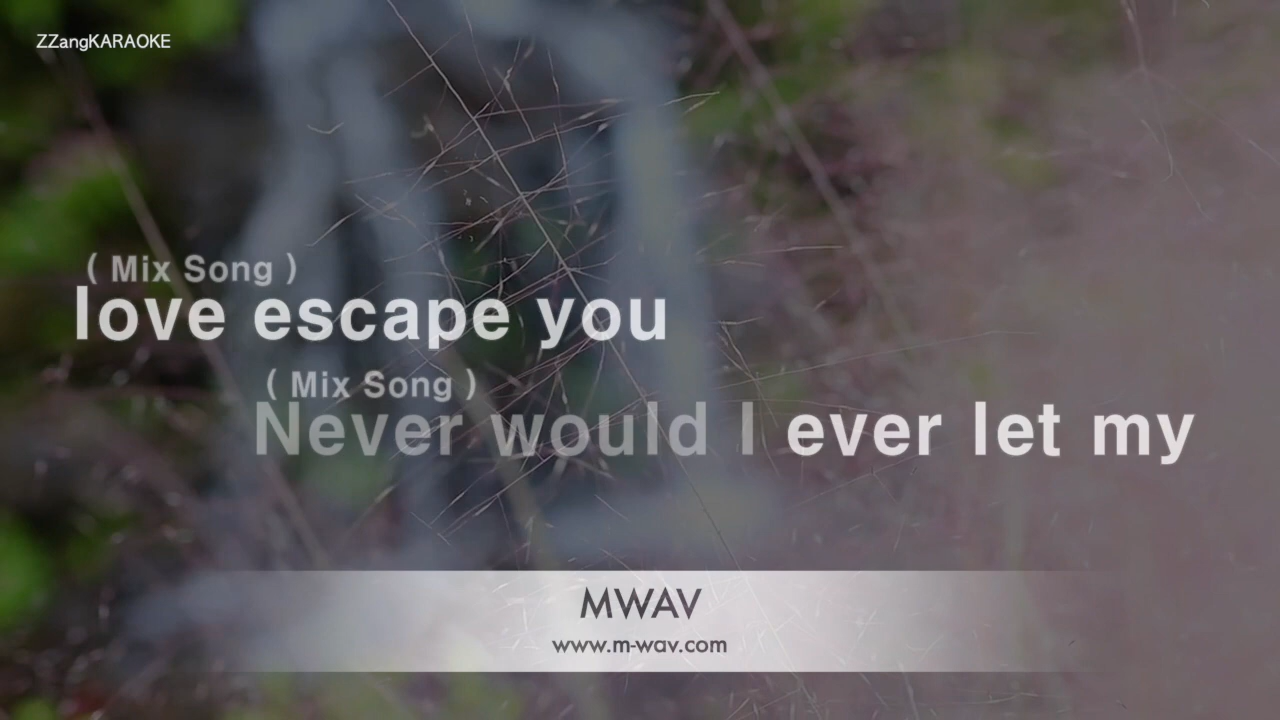 ZZangKARAOKE
( Mix Song )
love escape you
( Mix Song )
Never would I ever let my
MWAV
www.m-wav.com